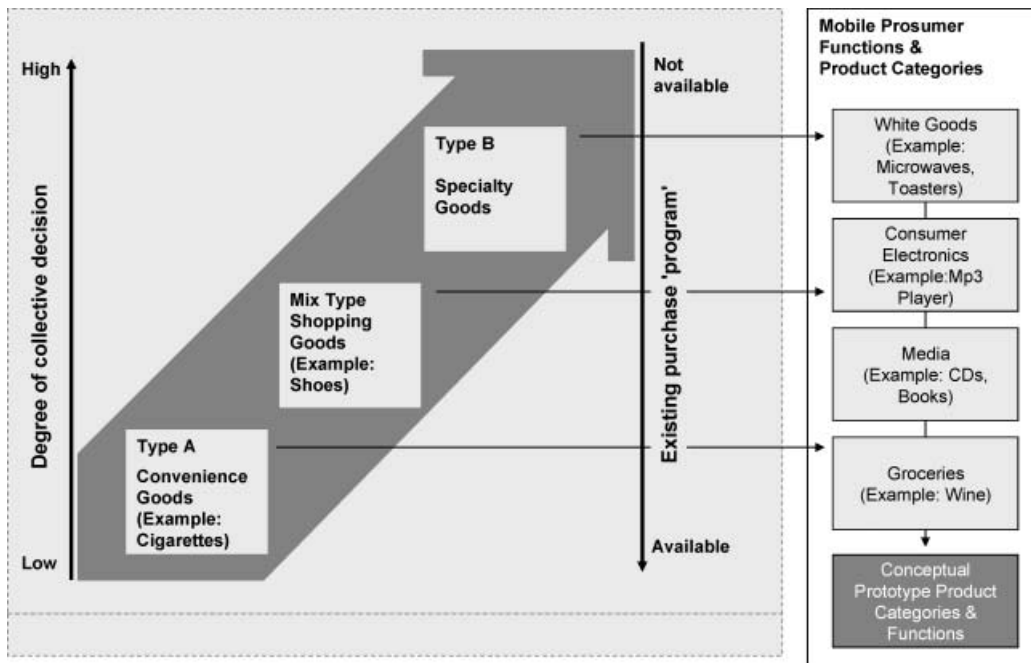 High
Degree of collective decision
Low
Type A
Convenience
Goods
(Example:
Cigarettes)
Mix Type
Shopping
Goods
(Example:
Shoes)
Type B
Specialty
Goods
Not
available
Existing purchase 'program'
Available
Mobile Prosumer
Functions &
Product Categories
White Goods
(Example:
Microwaves,
Toasters)
Consumer
Electronics
(Example:Mp3
Player)
Media
(Example: CDs,
Books)
Groceries
(Example: Wine)
Conceptual
Prototype Product
Categories &
Functions